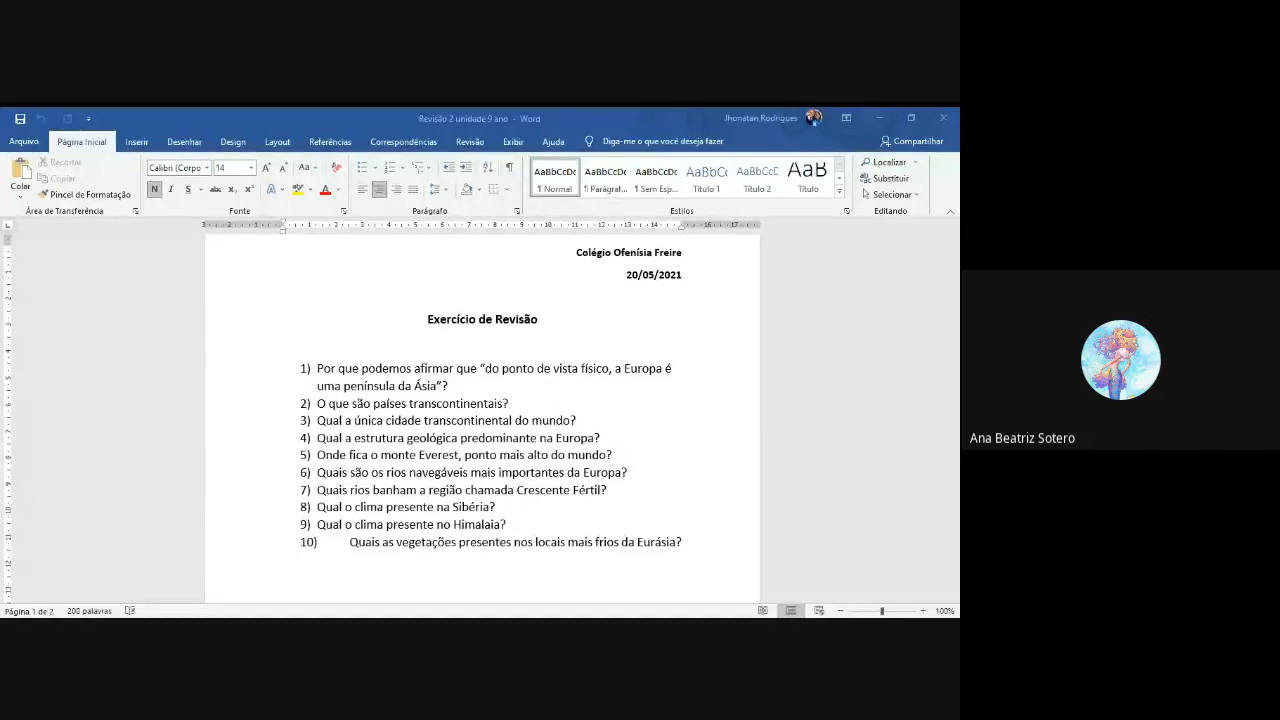 Revisão 2 unidade 9 ano - Word
Jhonatan Rodrigues
Arquivo Página Inicial Inserir Desenhar Design Layout Referências Correspondências Revisão Exibir Ajuda Diga-me o que você deseja fazer Compartilhar
Colar
Recortar
Copiar
Pincel de Formatação
Área de Transferência
Calibri (Corpo 14
Aa
N I S abc x₂ x² A A
Fonte
Parágrafo
AaBbCcDc AaBbCcDc AaBbCcDc AaBbCc AaBbCcD AaB
¶ Normal ¶ Parágraf... ¶ Sem Esp... Título 1 Título 2 Título
Estilos
Localizar
Substituir
Selecionar
Editando
Colégio Ofenísia Freire
20/05/2021
Exercício de Revisão
1) Por que podemos afirmar que “do ponto de vista físico, a Europa é
uma península da Ásia”?
2) O que são países transcontinentais?
3) Qual a única cidade transcontinental do mundo?
4) Qual a estrutura geológica predominante na Europa?
5) Onde fica o monte Everest, ponto mais alto do mundo?
6) Quais são os rios navegáveis mais importantes da Europa?
7) Quais rios banham a região chamada Crescente Fértil?
8) Qual o clima presente na Sibéria?
9) Qual o clima presente no Himalaia?
10) Quais as vegetações presentes nos locais mais frios da Eurásia?
Página 1 de 2 200 palavras
100%
Ana Beatriz Sotero